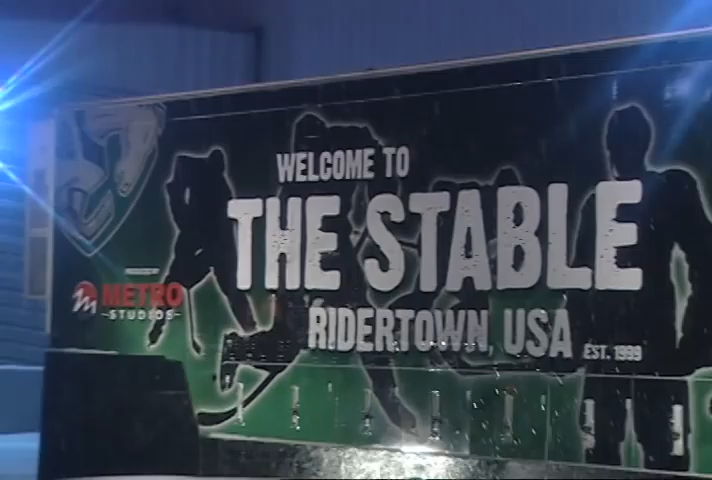 WELCOME TO
THE STABLE
RIDERTOWN, USA
EST. 1999
METRO
STUDIOS